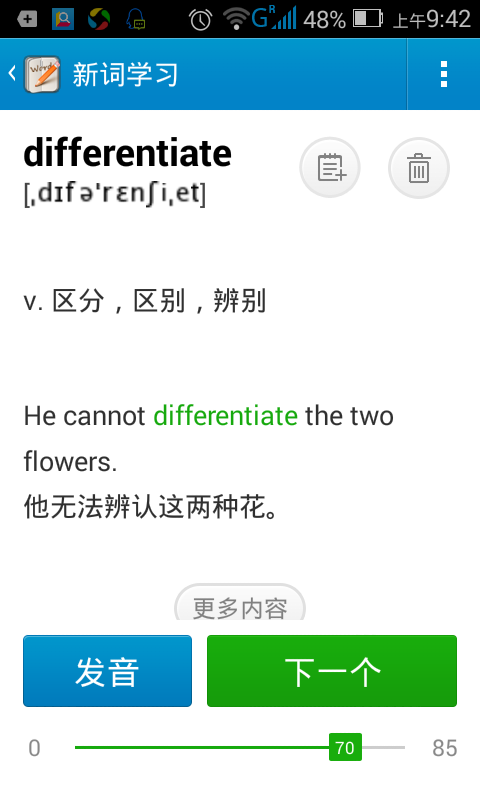 48% 上午9:42
新词学习
differentiate
[ˌdɪfə'rɛnʃiˌet]
v. 区分，区别，辨别
He cannot differentiate the two
flowers.
他无法辨认这两种花。
更多内容
发音 下一个
0 70 85